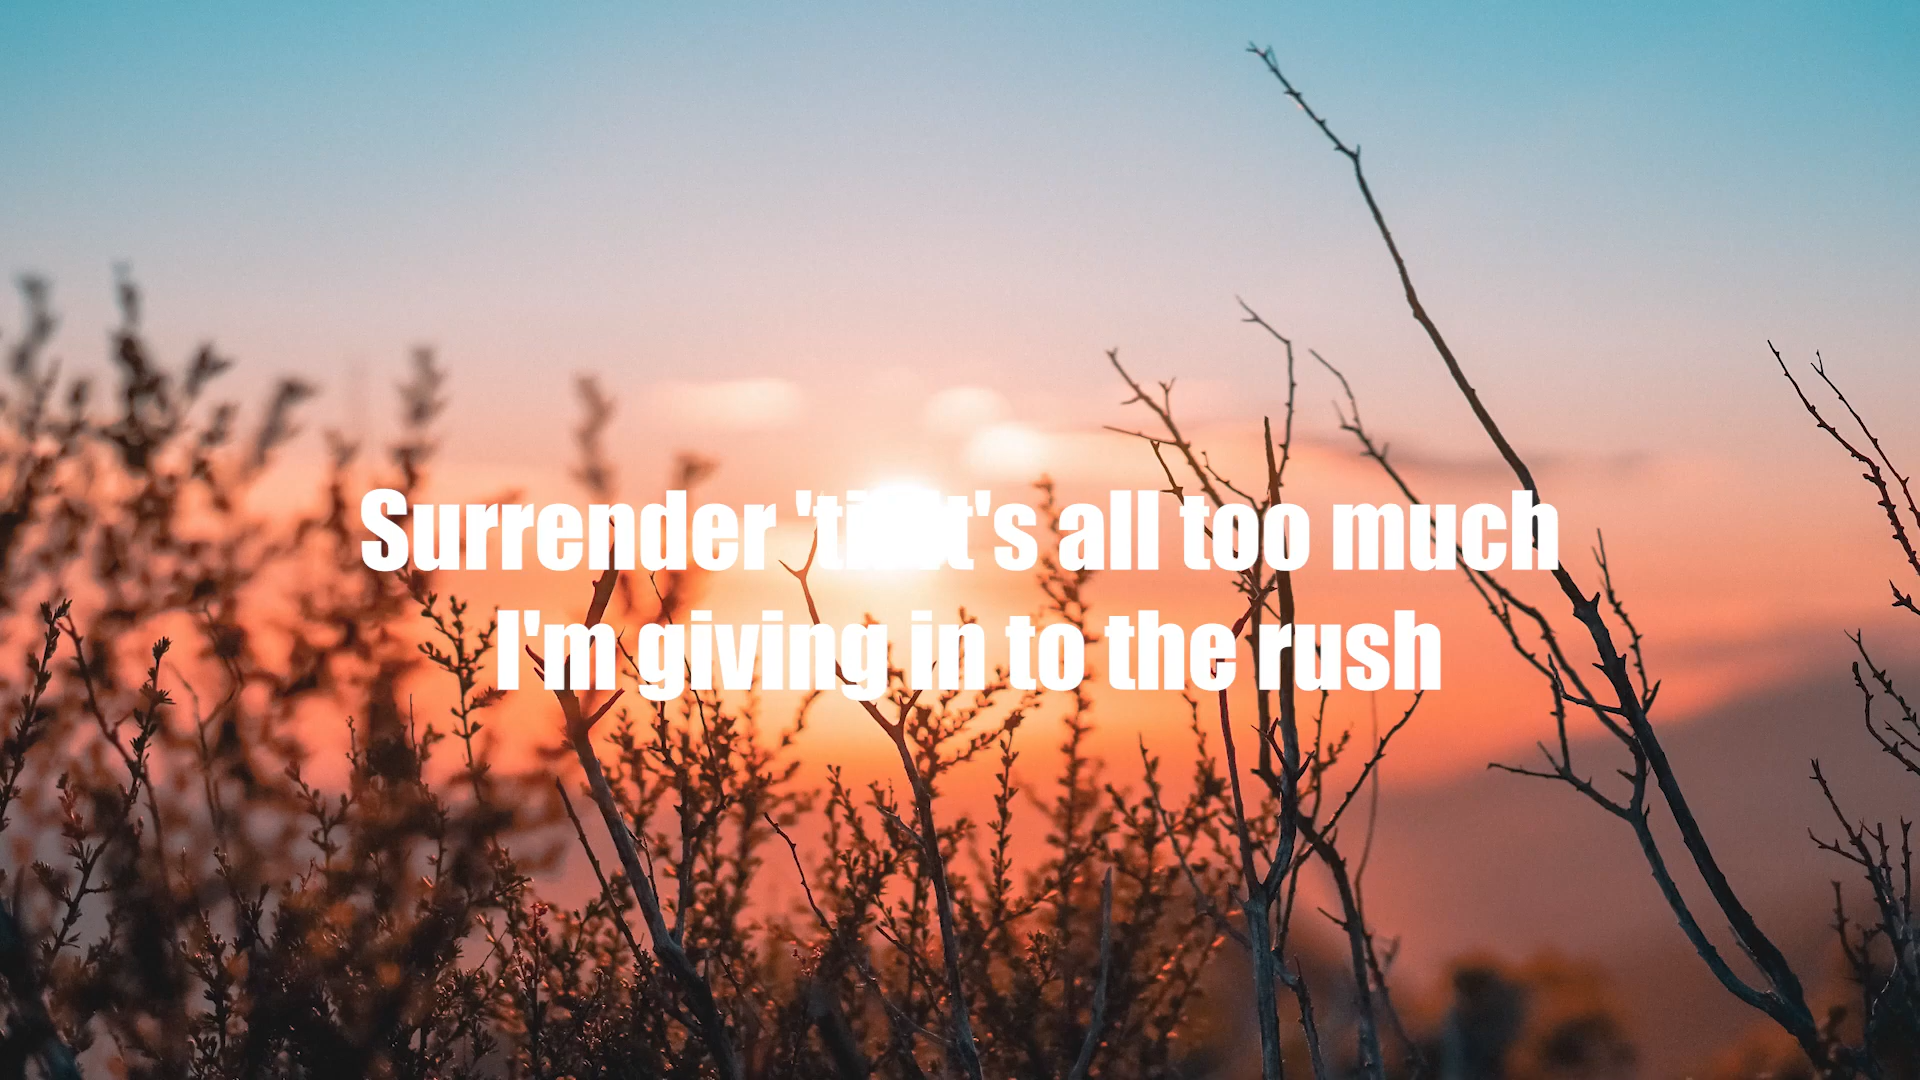 Surrender 'til it's all too much
I'm giving in to the rush